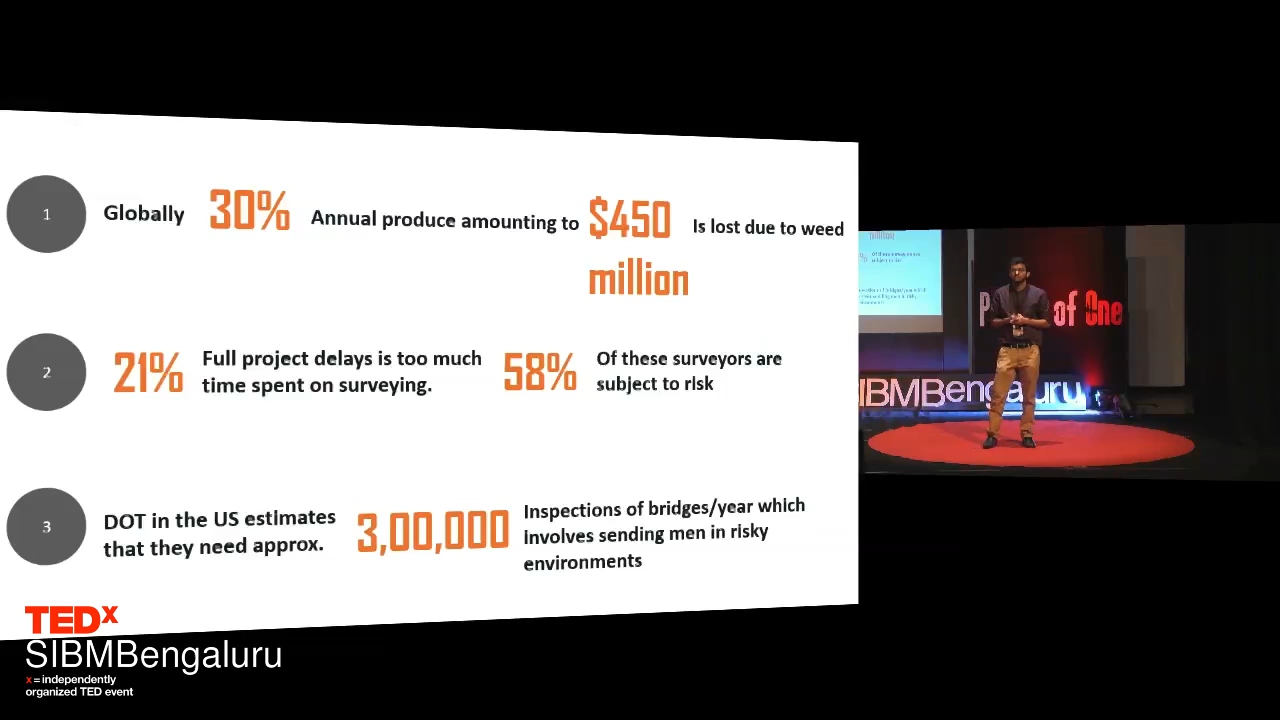 1
Globally 30% Annual produce amounting to $450 Is lost due to weed
million
2
21% Full project delays is too much
time spent on surveying.
58% Of these surveyors are
subject to risk
3
DOT in the US estimates
that they need approx.
3,00,000
Inspections of bridges/year which
involves sending men in risky
environments
TEDx
SIBMBengaluru
x = independently
organized TED event
million
P of One
SIBMBengaluru